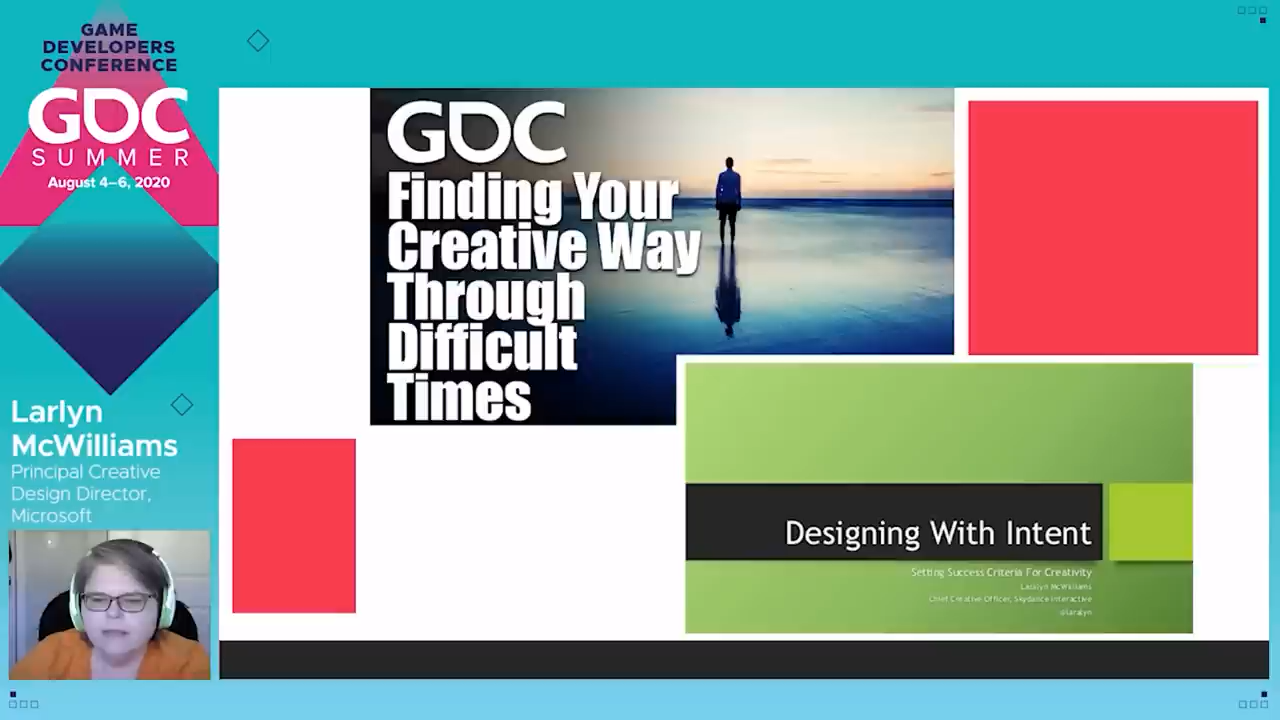 GAME
DEVELOPERS
CONFERENCE
GDC
SUMMER
August 4–6, 2020
Larlyn
McWilliams
Principal Creative
Design Director,
Microsoft
GDC
Finding Your
Creative Way
Through
Difficult
Times
Designing With Intent
Setting Success Criteria For Creativity
Laralyn McWilliams
Chief Creative Officer, Skydance Interactive
@laralyn